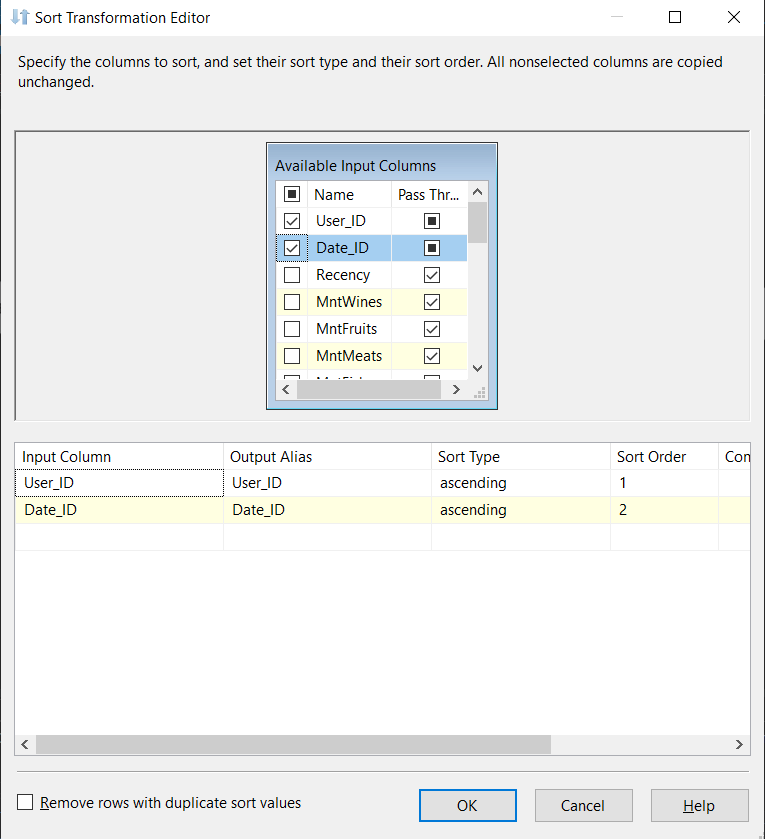 Sort Transformation Editor
Specify the columns to sort, and set their sort type and their sort order. All nonselected columns are copied
unchanged.
Available Input Columns
Name Pass Thr...
User_ID
Date_ID
Recency
MntWines
MntFruits
MntMeats
Input Column Output Alias Sort Type Sort Order Con
User_ID User_ID ascending 1
Date_ID Date_ID ascending 2
Remove rows with duplicate sort values OK Cancel Help